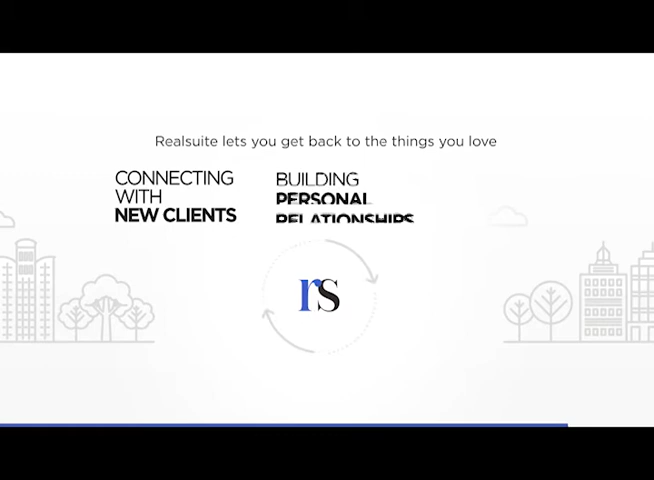 Realsuite lets you get back to the things you love
CONNECTING
WITH
NEW CLIENTS
BUILDING
PERSONAL
RELATIONSHIPS
rs